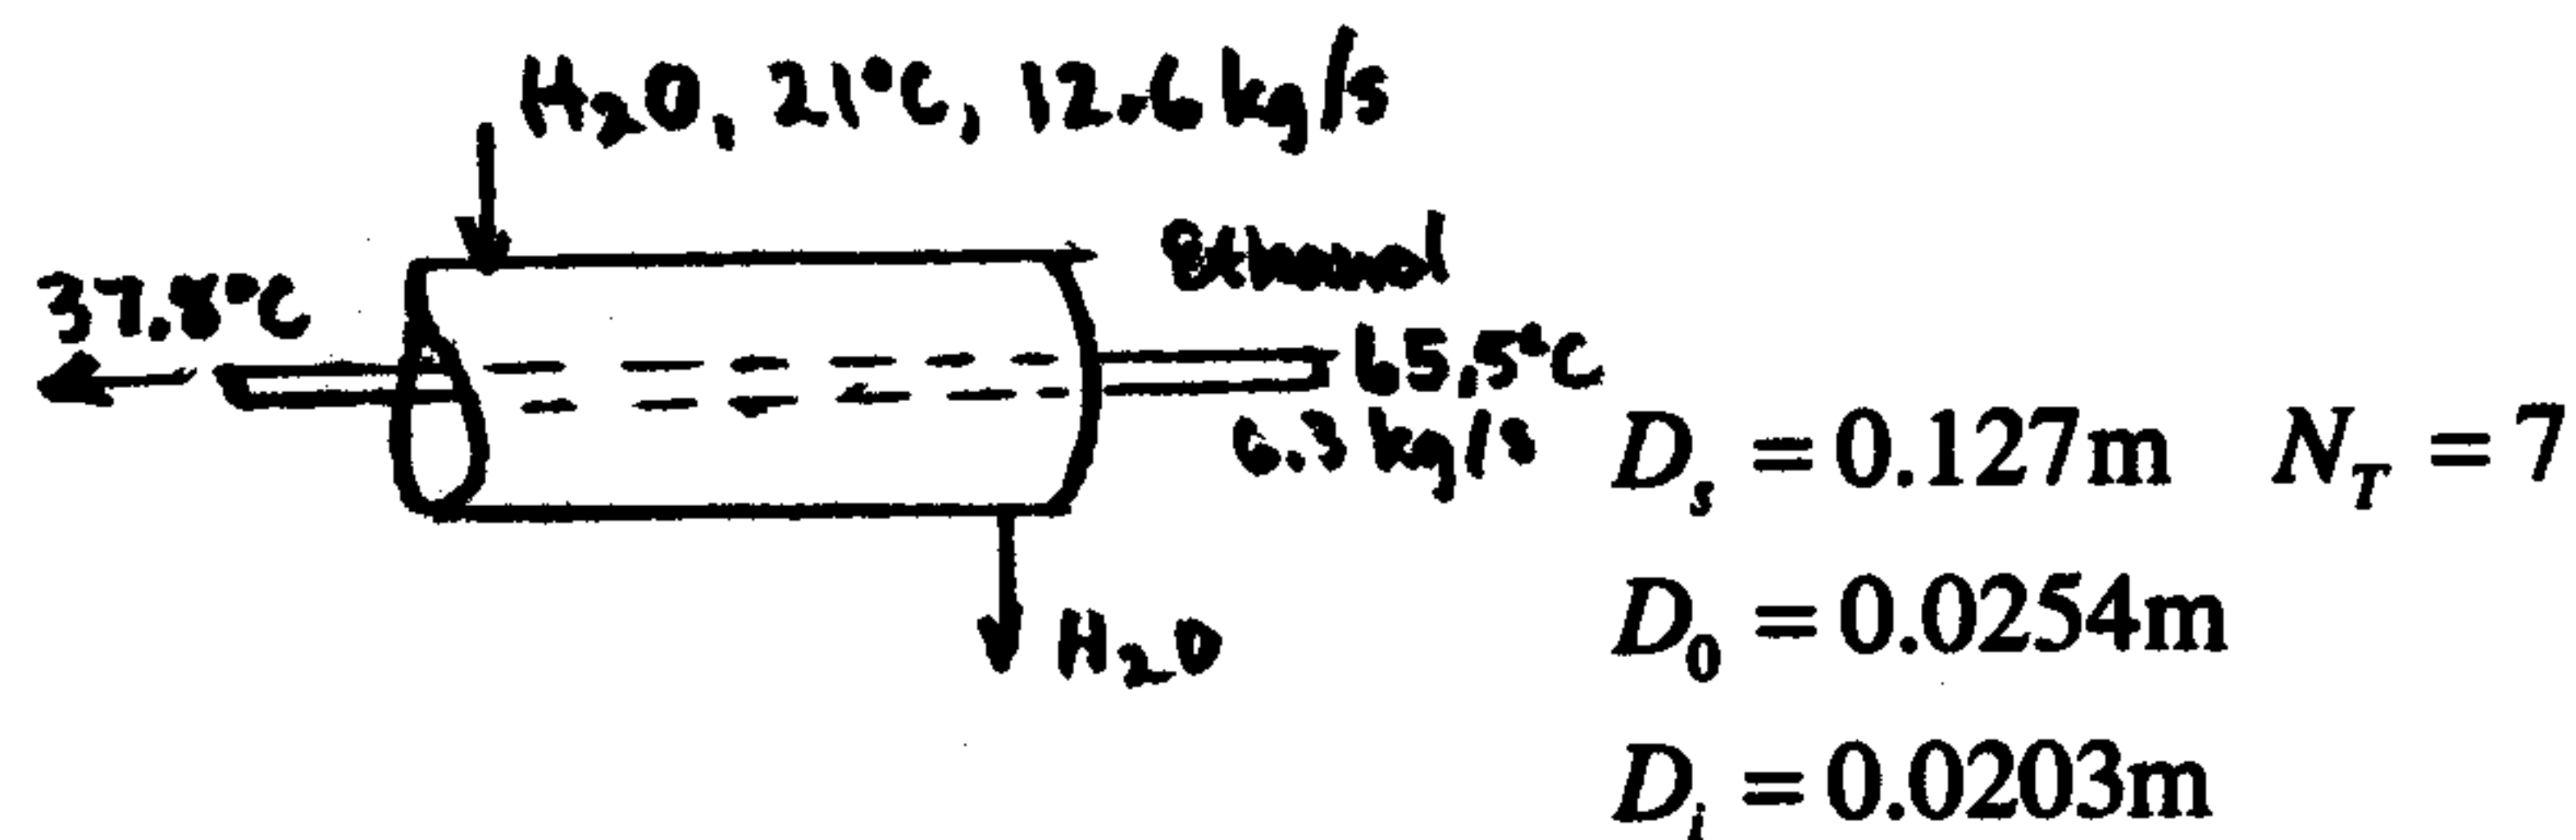 H₂O, 21°C, 12.6 kg/s
Ethanol
37.8°C
65.5°C
6.3 kg/s
H₂O
D_s = 0.127m N_T = 7
D_0 = 0.0254m
D_i = 0.0203m